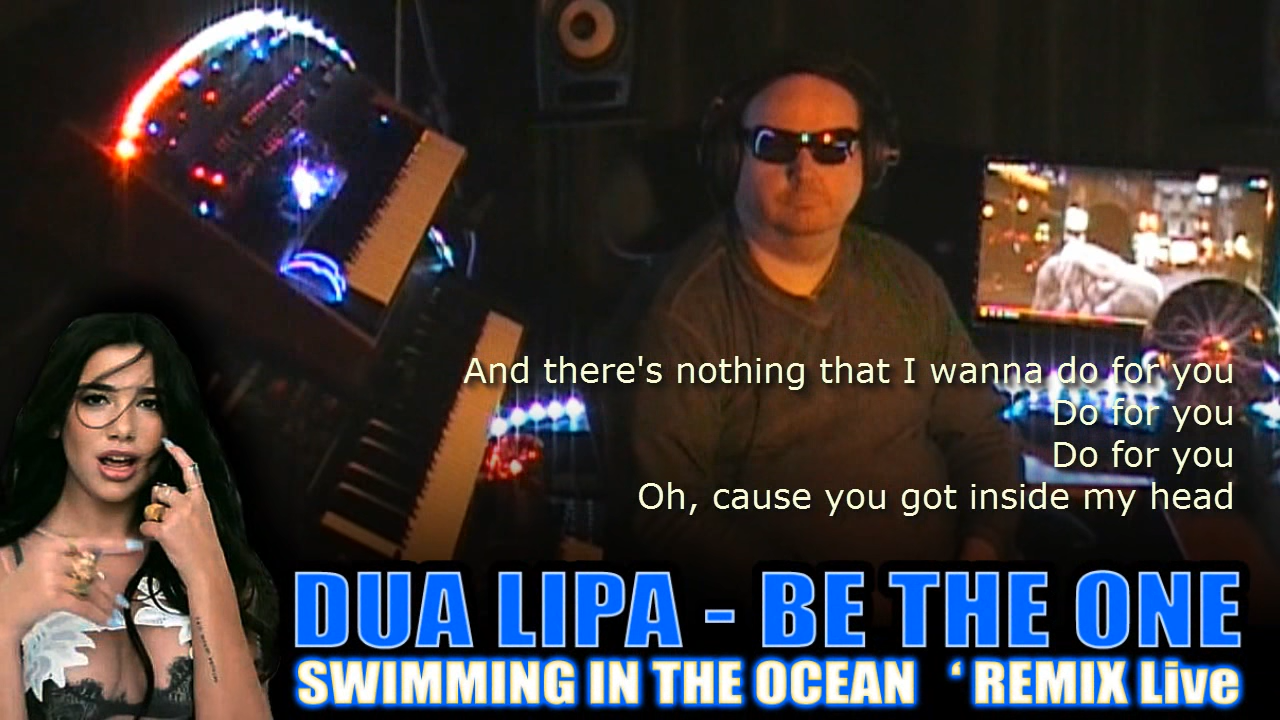 And there's nothing that I wanna do for you
Do for you
Do for you
Oh, cause you got inside my head
DUA LIPA - BE THE ONE
SWIMMING IN THE OCEAN ‘ REMIX Live